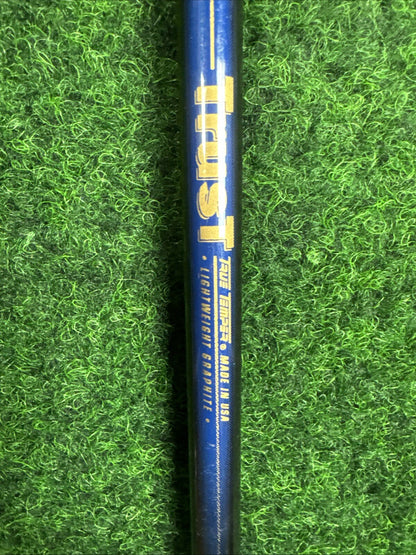 TrusT
TRUE TEMPER ® MADE IN USA
• LIGHTWEIGHT GRAPHITE •